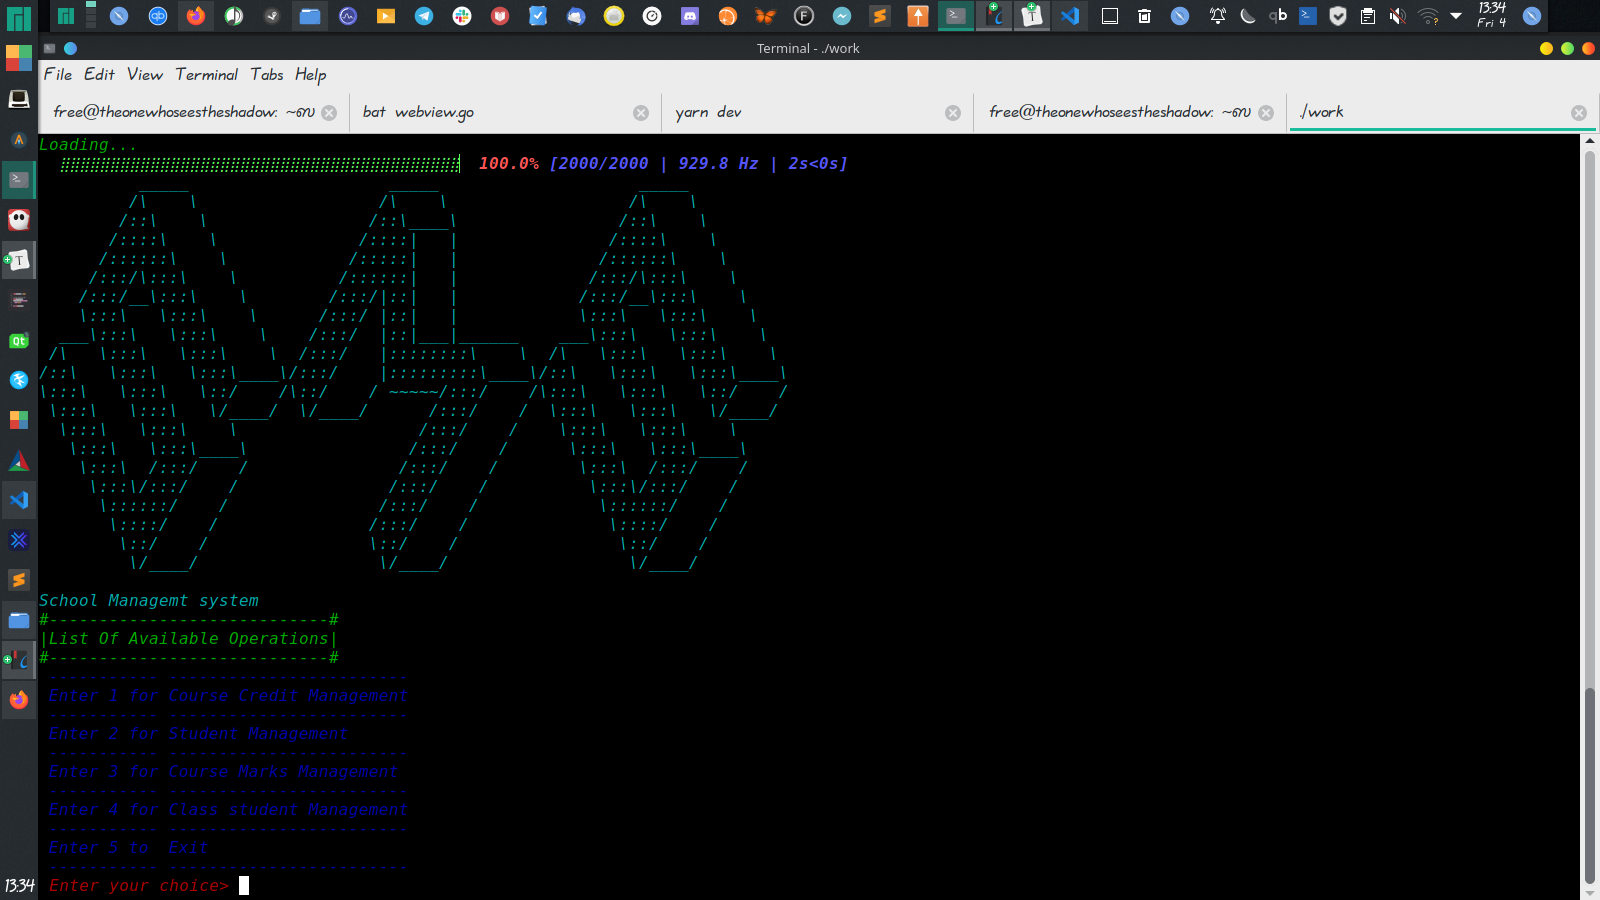 13:34
Fri 4
Terminal - ./work
File Edit View Terminal Tabs Help
free@theonewhoseestheshadow: ~
bat webview.go
yarn dev
free@theonewhoseestheshadow: ~
./work
Loading...
100.0% [2000/2000 | 929.8 Hz | 2s<0s]
School Managemt system
#----------------------------#
|List Of Available Operations|
#----------------------------#
----------- ------------------------
Enter 1 for Course Credit Management
----------- ------------------------
Enter 2 for Student Management
----------- ------------------------
Enter 3 for Course Marks Management
----------- ------------------------
Enter 4 for Class student Management
----------- ------------------------
Enter 5 to  Exit
----------- ------------------------
Enter your choice>
13:34